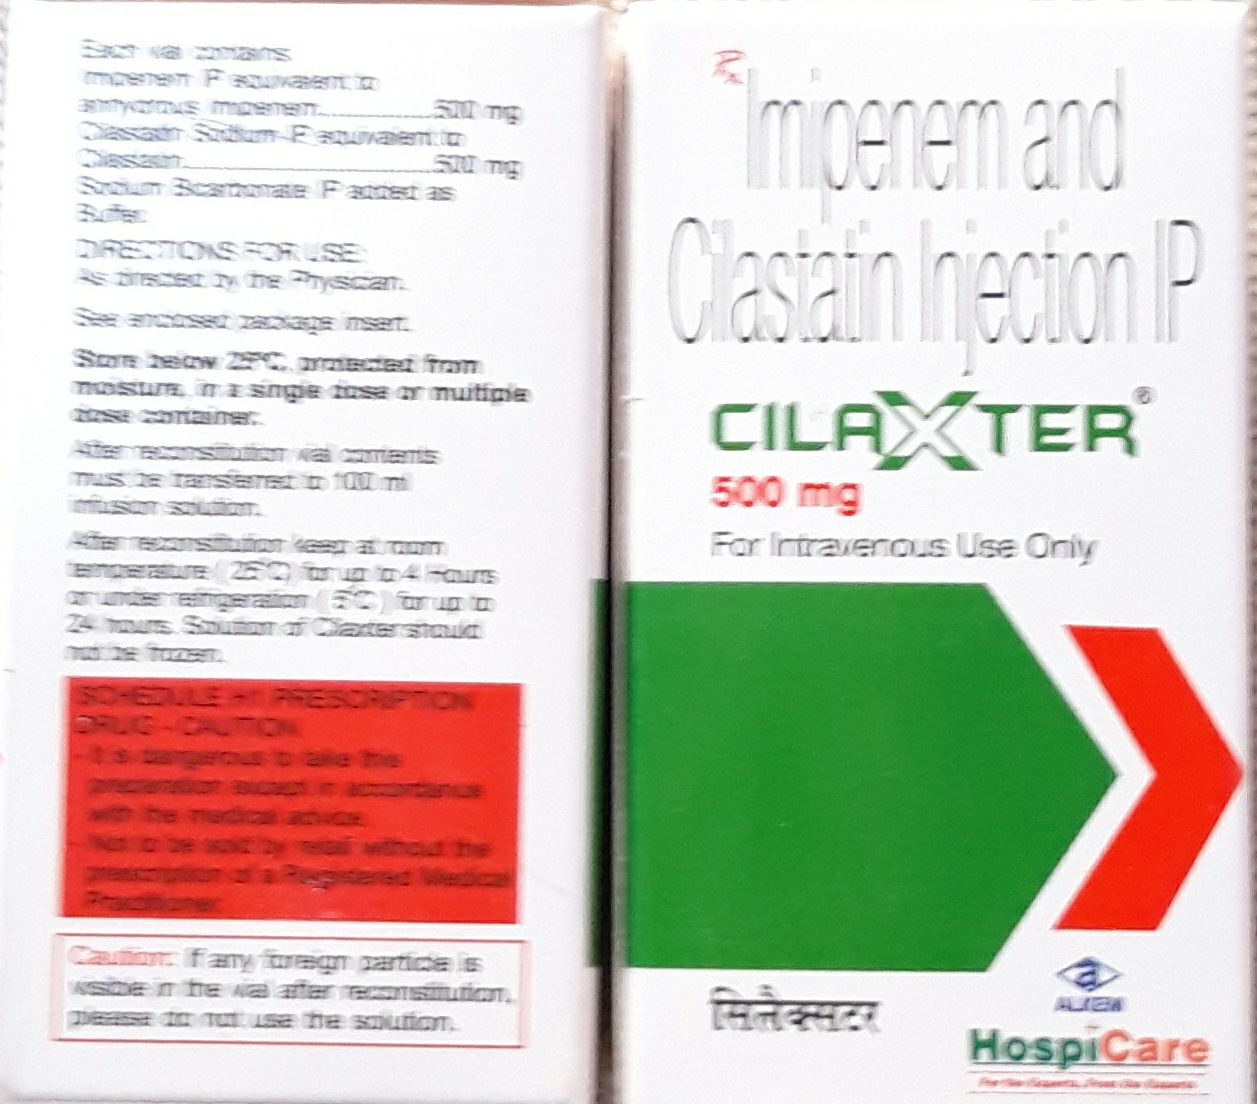 Each vial contains
Imipenem IP equivalent to
anhydrous Imipenem..................500 mg
Cilastatin Sodium IP equivalent to
Cilastatin.......................................500 mg
Sodium Bicarbonate IP added as
Buffer.
DIRECTIONS FOR USE:
As directed by the Physician.
See enclosed package insert.
Store below 25°C, protected from
moisture, in a single dose or multiple
dose container.
After reconstitution vial contents
must be transferred to 100 ml
infusion solution.
After reconstitution keep at room
temperature ( 25°C) for up to 4 Hours
or under refrigeration ( 5°C) for up to
24 hours. Solution of Cilaxter should
not be frozen.
SCHEDULE H1 PRESCRIPTION
DRUG - CAUTION
- It is dangerous to take this
preparation except in accordance
with the medical advice.
- Not to be sold by retail without the
prescription of a Registered Medical
Practitioner.
Caution: If any foreign particle is
visible in the vial after reconstitution,
please do not use the solution.
Rx
Imipenem and
Cilastatin Injection IP
CILAXTER®
500 mg
For Intravenous Use Only
सिलैक्सटर
a
ALKEM
HospiCare
For the Experts, From the Experts